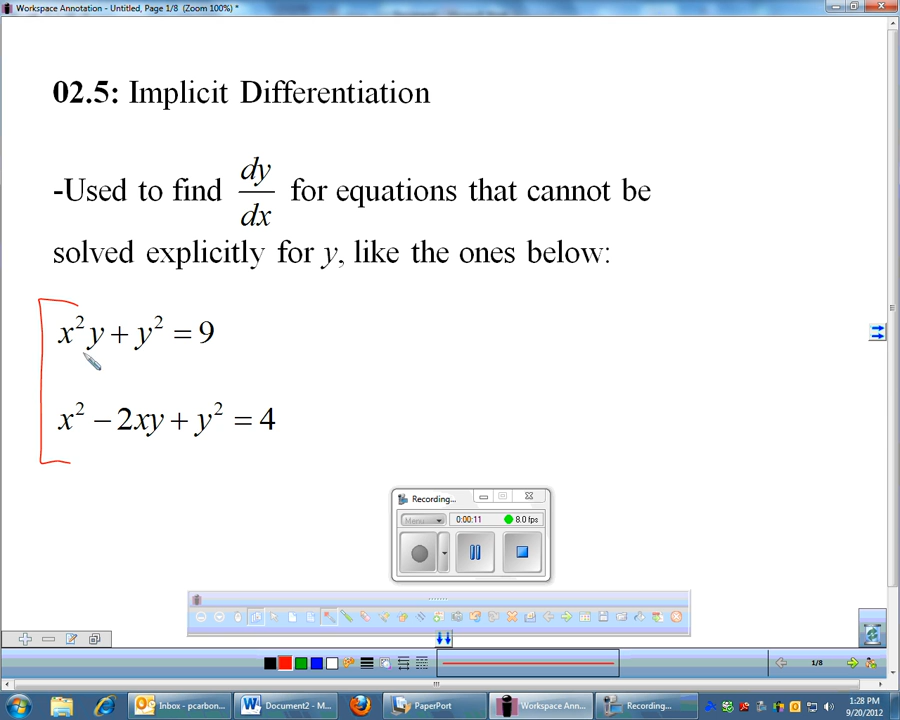 Workspace Annotation - Untitled, Page 1/8 (Zoom 100%) *
02.5: Implicit Differentiation
-Used to find dy/dx for equations that cannot be
solved explicitly for y, like the ones below:
x²y + y² = 9
x² − 2xy + y² = 4
Recording...
Menu
0:00:11
8.0 fps
1/8
Inbox - pcarbon...
Document2 - M...
PaperPort
Workspace Ann...
Recording...
1:28 PM
9/20/2012